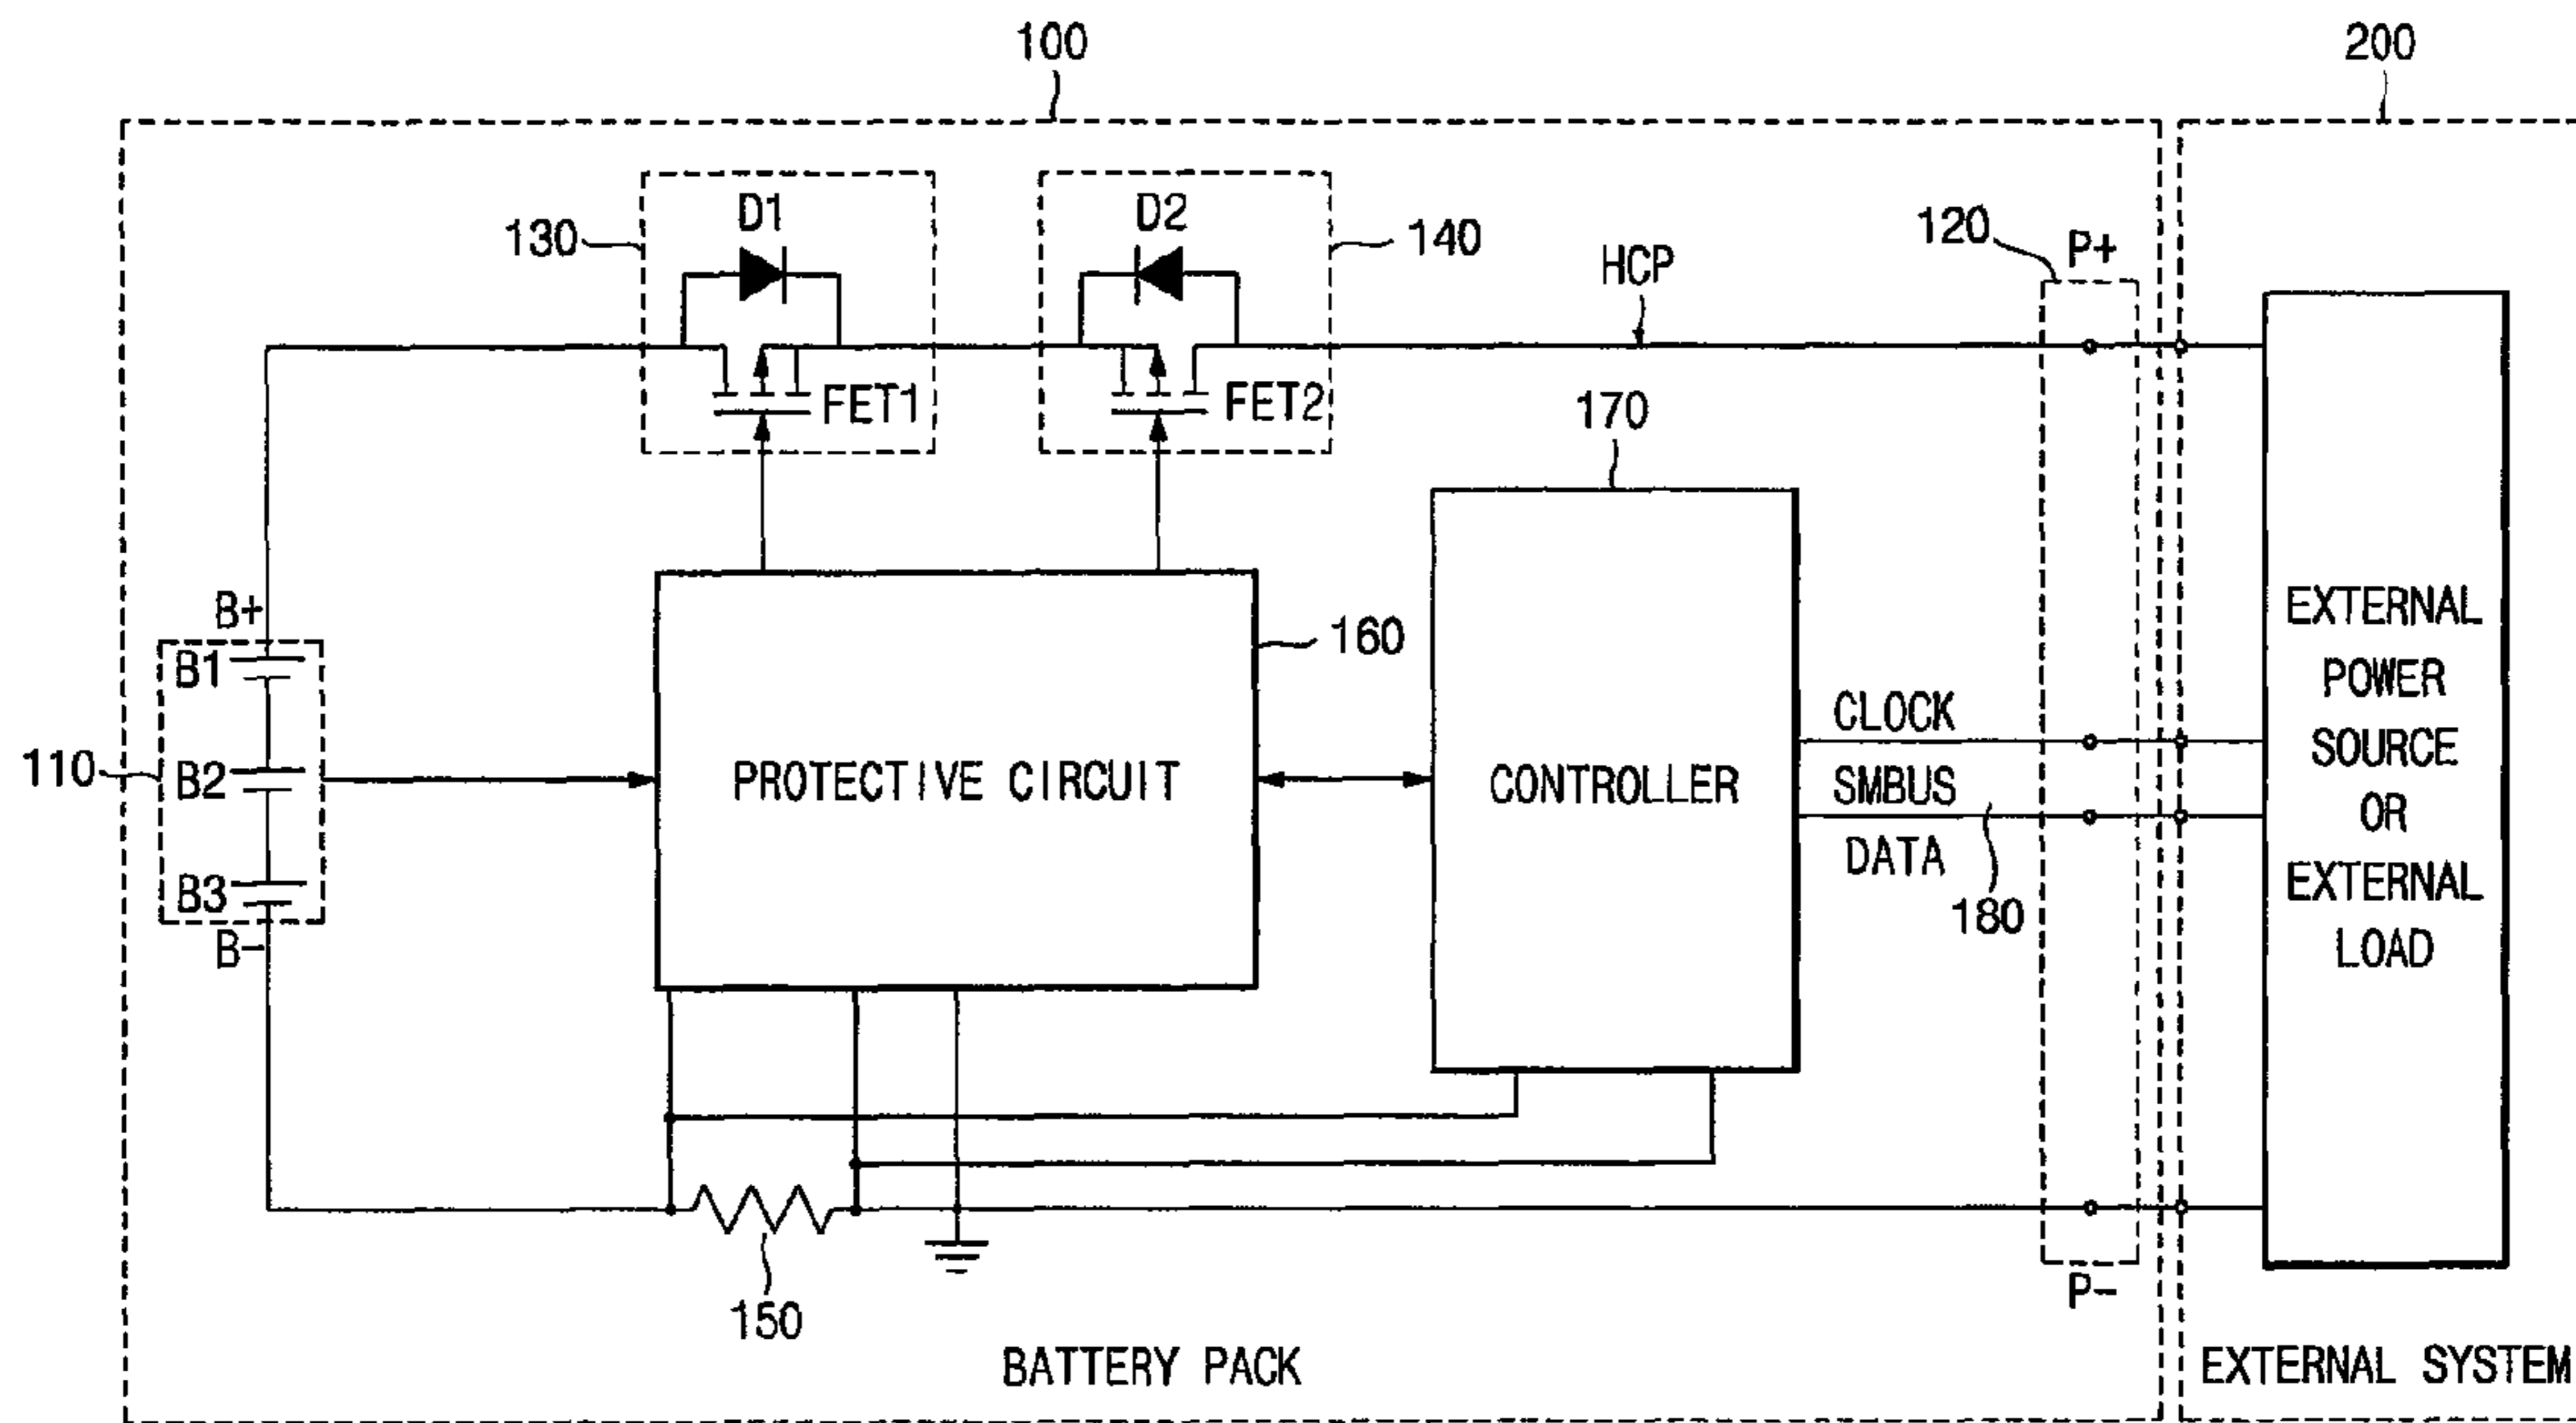 100
200
D1
D2
130
140
120
P+
HCP
FET1
FET2
170
B+
160
EXTERNAL
POWER
SOURCE
OR
EXTERNAL
LOAD
B1
110
B2
B3
B-
PROTECTIVE CIRCUIT
CONTROLLER
CLOCK
SMBUS
DATA
180
150
P-
BATTERY PACK
EXTERNAL SYSTEM